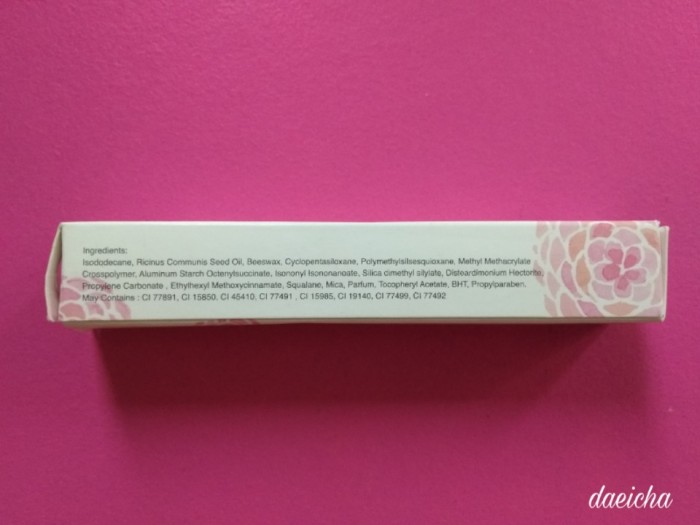 Ingredients:
Isododecane, Ricinus Communis Seed Oil, Beeswax, Cyclopentasiloxane, Polymethylsilsesquioxane, Methyl Methacrylate
Crosspolymer, Aluminum Starch Octenylsuccinate, Isononyl Isononanoate, Silica dimethyl silylate, Disteardimonium Hectorite,
Propylene Carbonate , Ethylhexyl Methoxycinnamate, Squalane, Mica, Parfum, Tocopheryl Acetate, BHT, Propylparaben.
May Contains : CI 77891, CI 15850, CI 45410, CI 77491 , CI 15985, CI 19140, CI 77499, CI 77492
daeicha